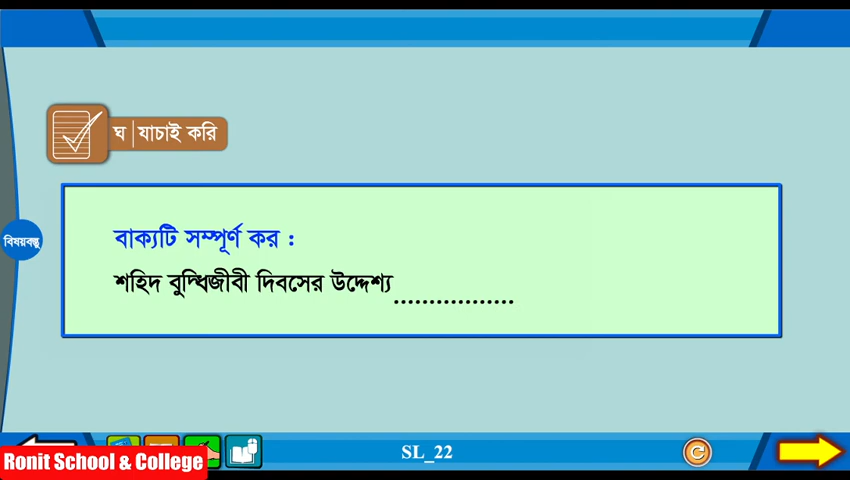 ঘ | যাচাই করি
বাক্যটি সম্পূর্ণ কর :
শহিদ বুদ্ধিজীবী দিবসের উদ্দেশ্য.................
বিষয়বস্তু
SL_22
Ronit School & College